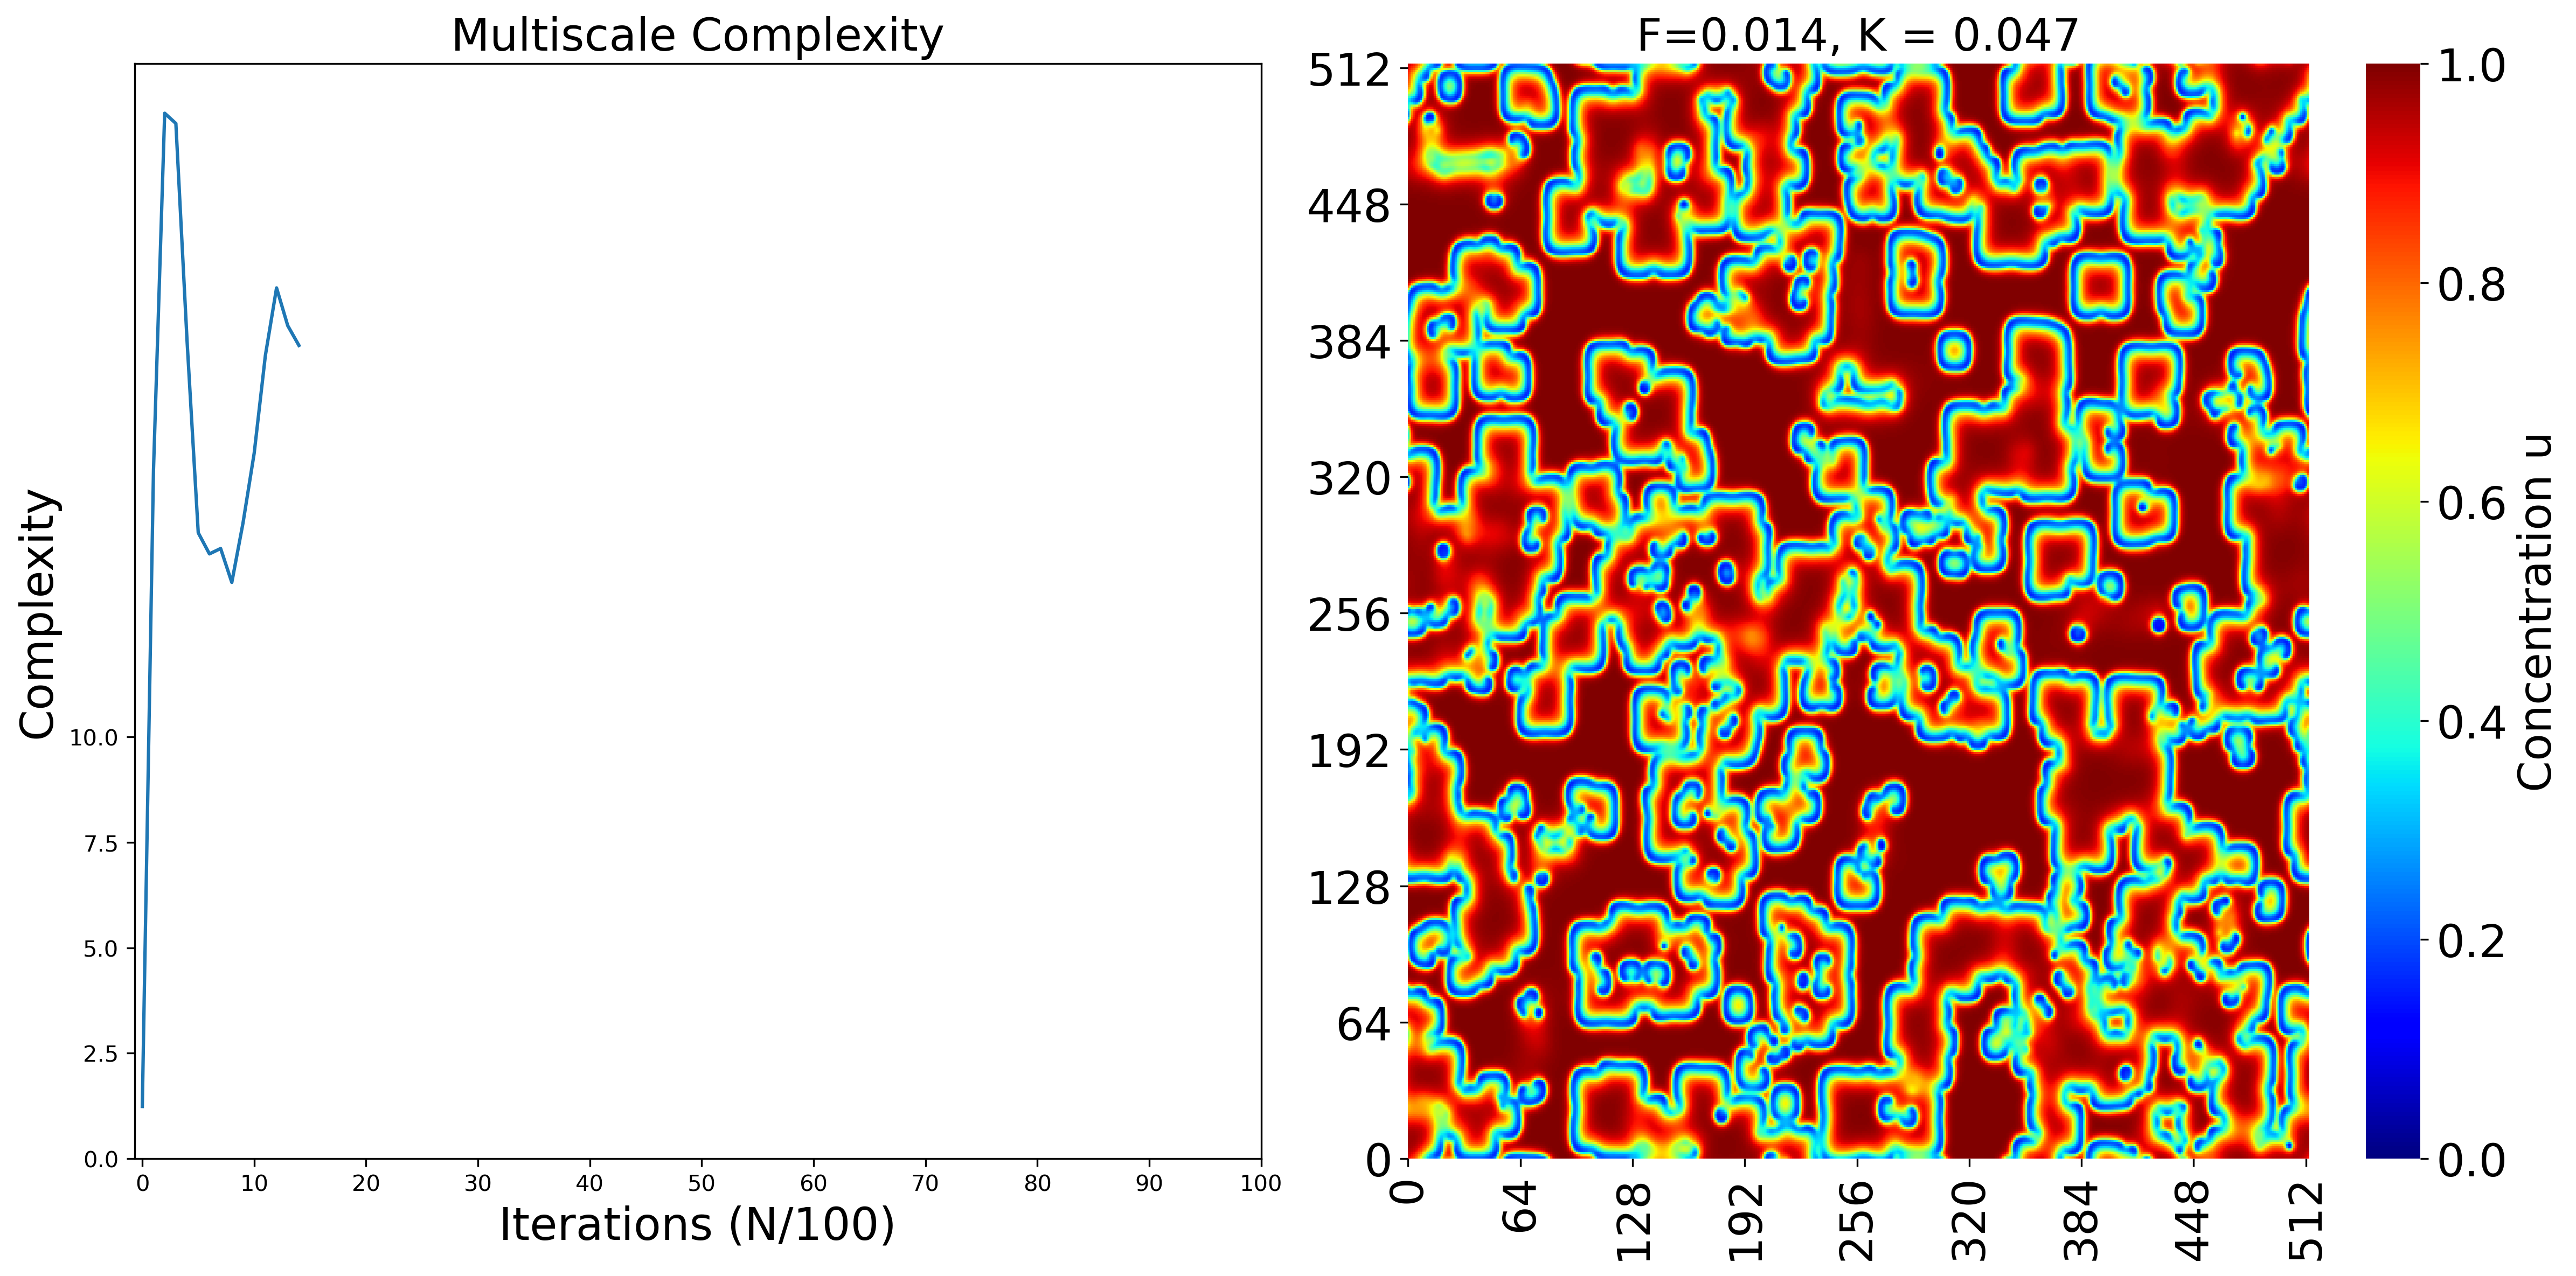 Multiscale Complexity
Complexity
10.0
7.5
5.0
2.5
0.0
0 10 20 30 40 50 60 70 80 90 100
Iterations (N/100)
F=0.014, K = 0.047
512
448
384
320
256
192
128
64
0
0 64 128 192 256 320 384 448 512
1.0
0.8
0.6
0.4
0.2
0.0
Concentration u